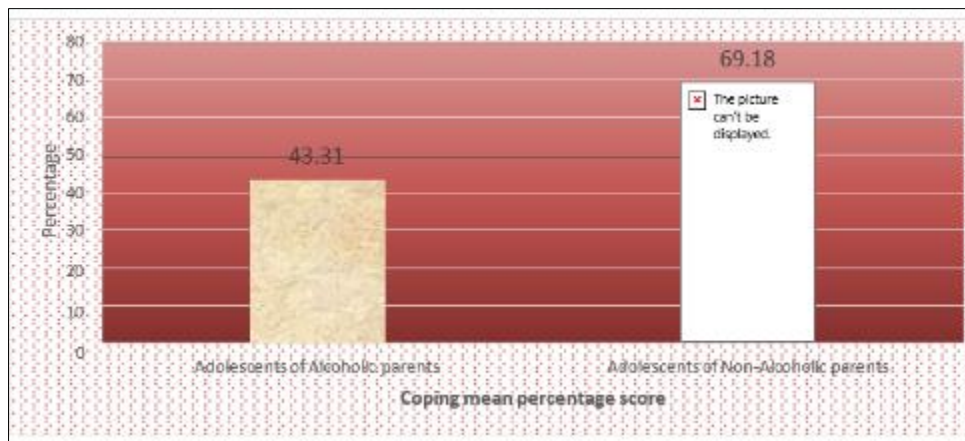 80
70
60
50
40
30
20
10
0
Percentage
43.31
69.18
The picture
can't be
displayed.
Adolescents of Alcoholic parents
Adolescents of Non-Alcoholic parents
Coping mean percentage score